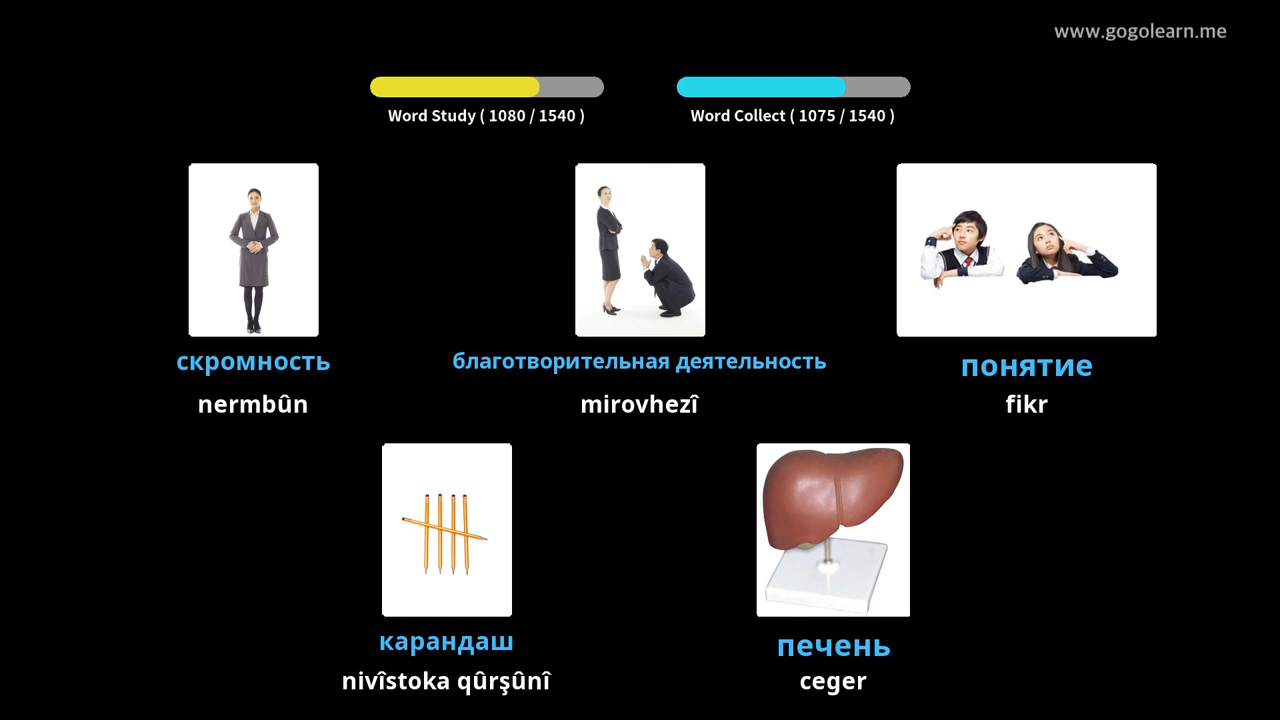 www.gogolearn.me
Word Study ( 1080 / 1540 )
Word Collect ( 1075 / 1540 )
скромность
благотворительная деятельность
понятие
nermbûn
mirovhezî
fikr
карандаш
печень
nivîstoka qûrşûnî
ceger